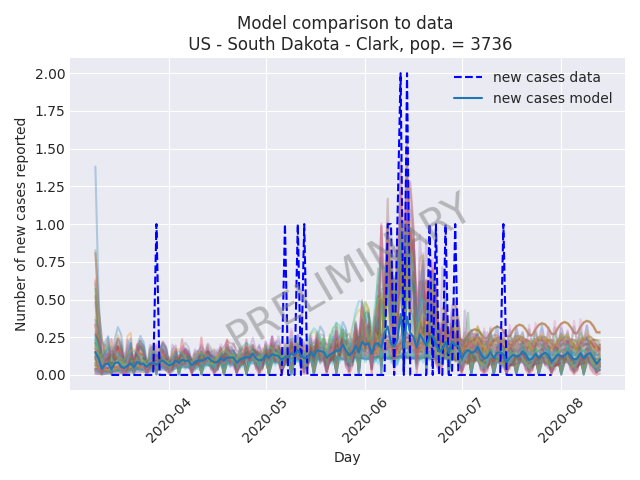 Model comparison to data
US - South Dakota - Clark, pop. = 3736
new cases data
new cases model
PRELIMINARY
Number of new cases reported
2.00
1.75
1.50
1.25
1.00
0.75
0.50
0.25
0.00
2020-04
2020-05
2020-06
2020-07
2020-08
Day